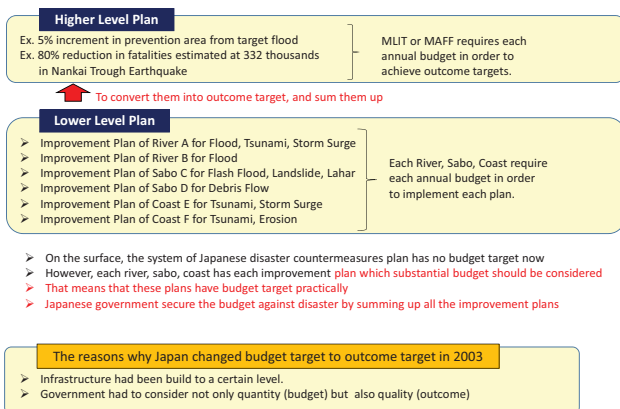 Higher Level Plan
Ex. 5% increment in prevention area from target flood
Ex. 80% reduction in fatalities estimated at 332 thousands
in Nankai Trough Earthquake
MLIT or MAFF requires each
annual budget in order to
achieve outcome targets.
To convert them into outcome target, and sum them up
Lower Level Plan
➢ Improvement Plan of River A for Flood, Tsunami, Storm Surge
➢ Improvement Plan of River B for Flood
➢ Improvement Plan of Sabo C for Flash Flood, Landslide, Lahar
➢ Improvement Plan of Sabo D for Debris Flow
➢ Improvement Plan of Coast E for Tsunami, Storm Surge
➢ Improvement Plan of Coast F for Tsunami, Erosion
Each River, Sabo, Coast require
each annual budget in order
to implement each plan.
➢ On the surface, the system of Japanese disaster countermeasures plan has no budget target now
➢ However, each river, sabo, coast has each improvement plan which substantial budget should be considered
➢ That means that these plans have budget target practically
➢ Japanese government secure the budget against disaster by summing up all the improvement plans
The reasons why Japan changed budget target to outcome target in 2003
➢ Infrastructure had been build to a certain level.
➢ Government had to consider not only quantity (budget) but also quality (outcome)